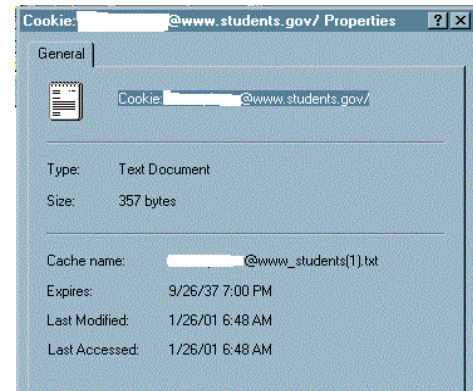 Cookie: @www.students.gov/ Properties ? ×
General
Cookie: @www.students.gov/
Type: Text Document
Size: 357 bytes
Cache name: @www_students(1).txt
Expires: 9/26/37 7:00 PM
Last Modified: 1/26/01 6:48 AM
Last Accessed: 1/26/01 6:48 AM